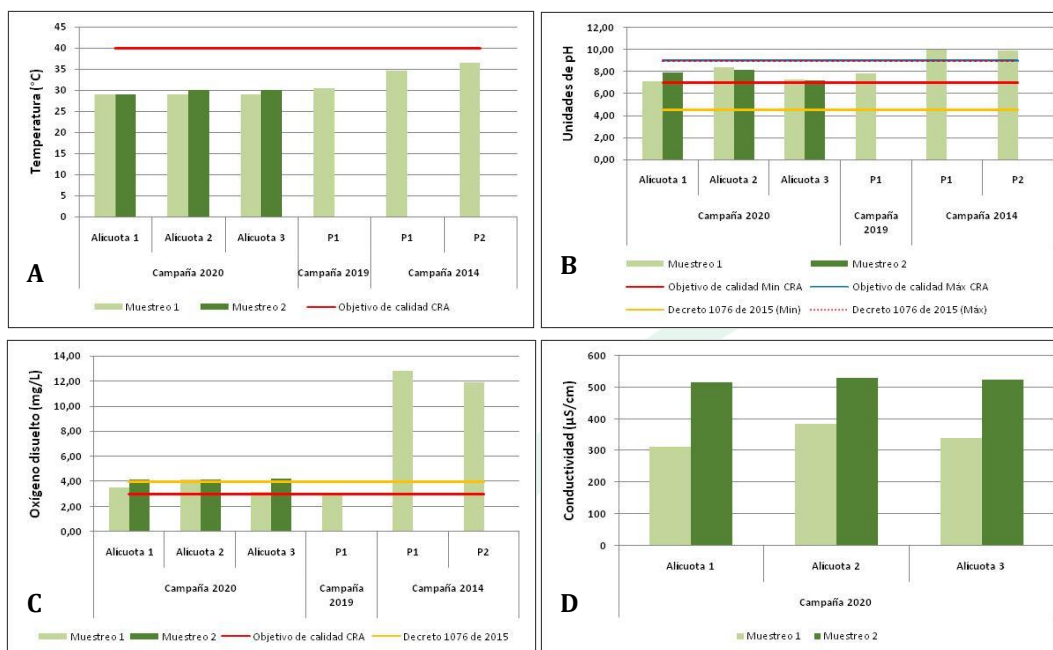 Temperatura (°C)
45
40
35
30
25
20
15
10
5
0
Alicuota 1 Alicuota 2 Alicuota 3 P1 P1 P2
Campaña 2020 Campaña 2019 Campaña 2014
A
Muestreo 1 Muestreo 2 Objetivo de calidad CRA
Unidades de pH
12,00
10,00
8,00
6,00
4,00
2,00
0,00
Alicuota 1 Alicuota 2 Alicuota 3 P1 P1 P2
Campaña 2020 Campaña Campaña 2014
2019
B
Muestreo 1 Muestreo 2
Objetivo de calidad Min CRA Objetivo de calidad Máx CRA
Decreto 1076 de 2015 (Min) Decreto 1076 de 2015 (Máx)
Oxígeno disuelto (mg/L)
14,00
12,00
10,00
8,00
6,00
4,00
2,00
0,00
Alicuota 1 Alicuota 2 Alicuota 3 P1 P1 P2
Campaña 2020 Campaña Campaña 2014
2019
C
Muestreo 1 Muestreo 2 Objetivo de calidad CRA Decreto 1076 de 2015
Conductividad (µS/cm)
600
500
400
300
200
100
0
Alicuota 1 Alicuota 2 Alicuota 3
Campaña 2020
D
Muestreo 1 Muestreo 2